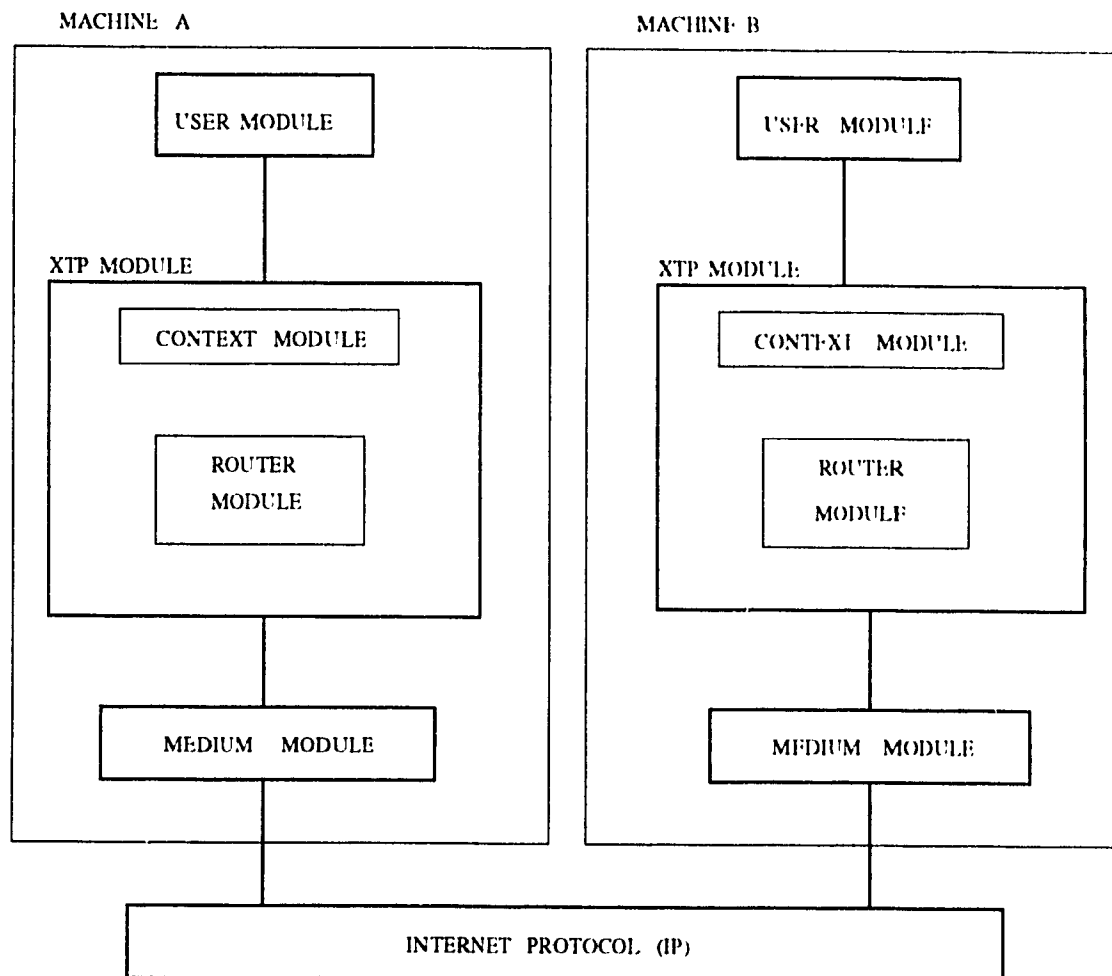 MACHINE A
USER MODULE
XTP MODULE
CONTEXT MODULE
ROUTER
MODULE
MEDIUM MODULE
MACHINE B
USER MODULE
XTP MODULE
CONTEXT MODULE
ROUTER
MODULE
MEDIUM MODULE
INTERNET PROTOCOL (IP)